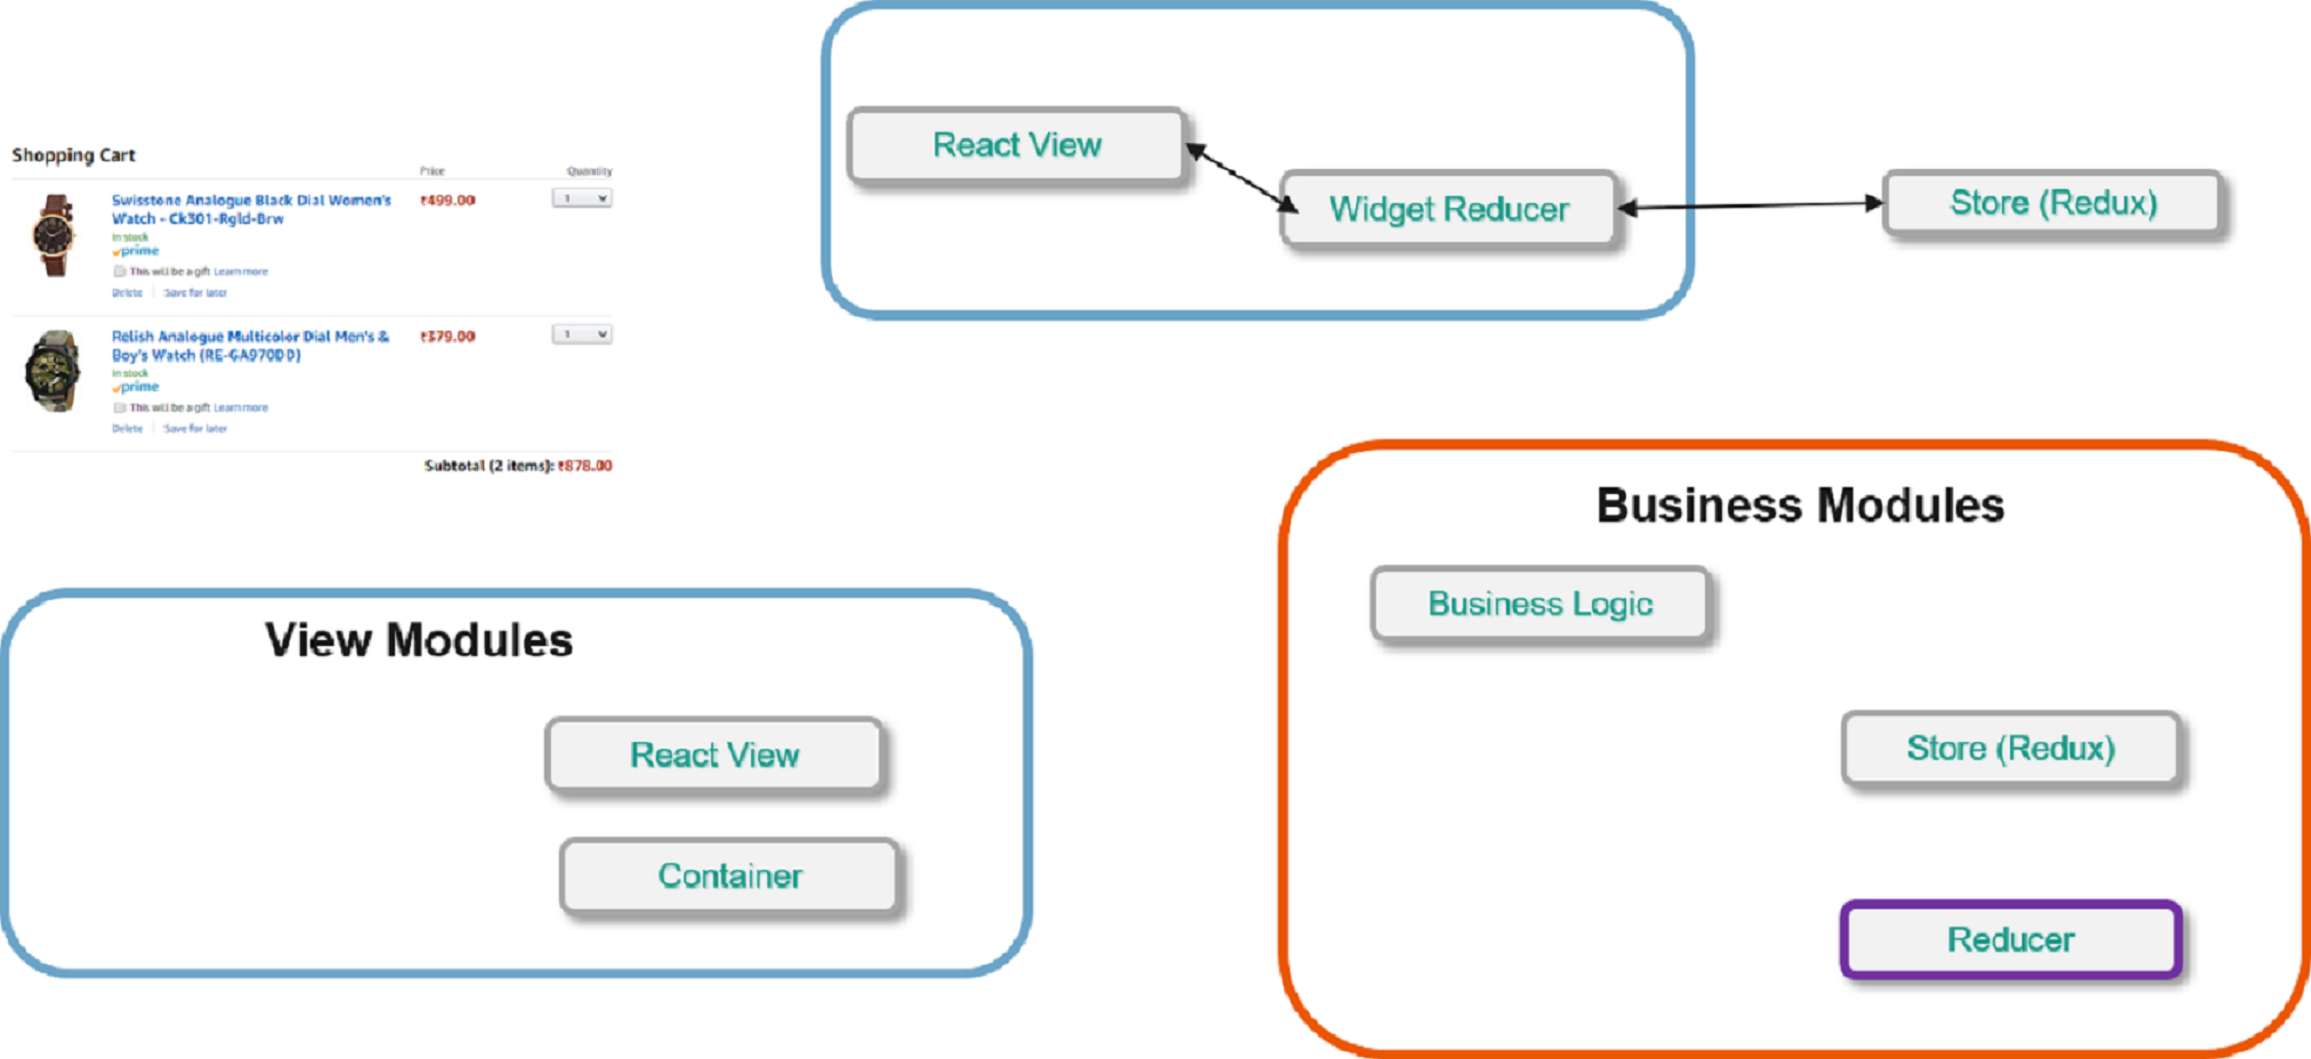 React View
Widget Reducer
Store (Redux)
Shopping Cart
Price
Quantity
Swisstone Analogue Black Dial Women's
Watch - Ck301-Rgld-Brw
₹499.00
1
In stock
prime
This will be a gift Learn more
Delete
Save for later
Relish Analogue Multicolor Dial Men's &
Boy's Watch (RE-GA970DD)
₹379.00
1
In stock
prime
This will be a gift Learn more
Delete
Save for later
Subtotal (2 items): ₹878.00
Business Modules
Business Logic
Store (Redux)
Reducer
View Modules
React View
Container